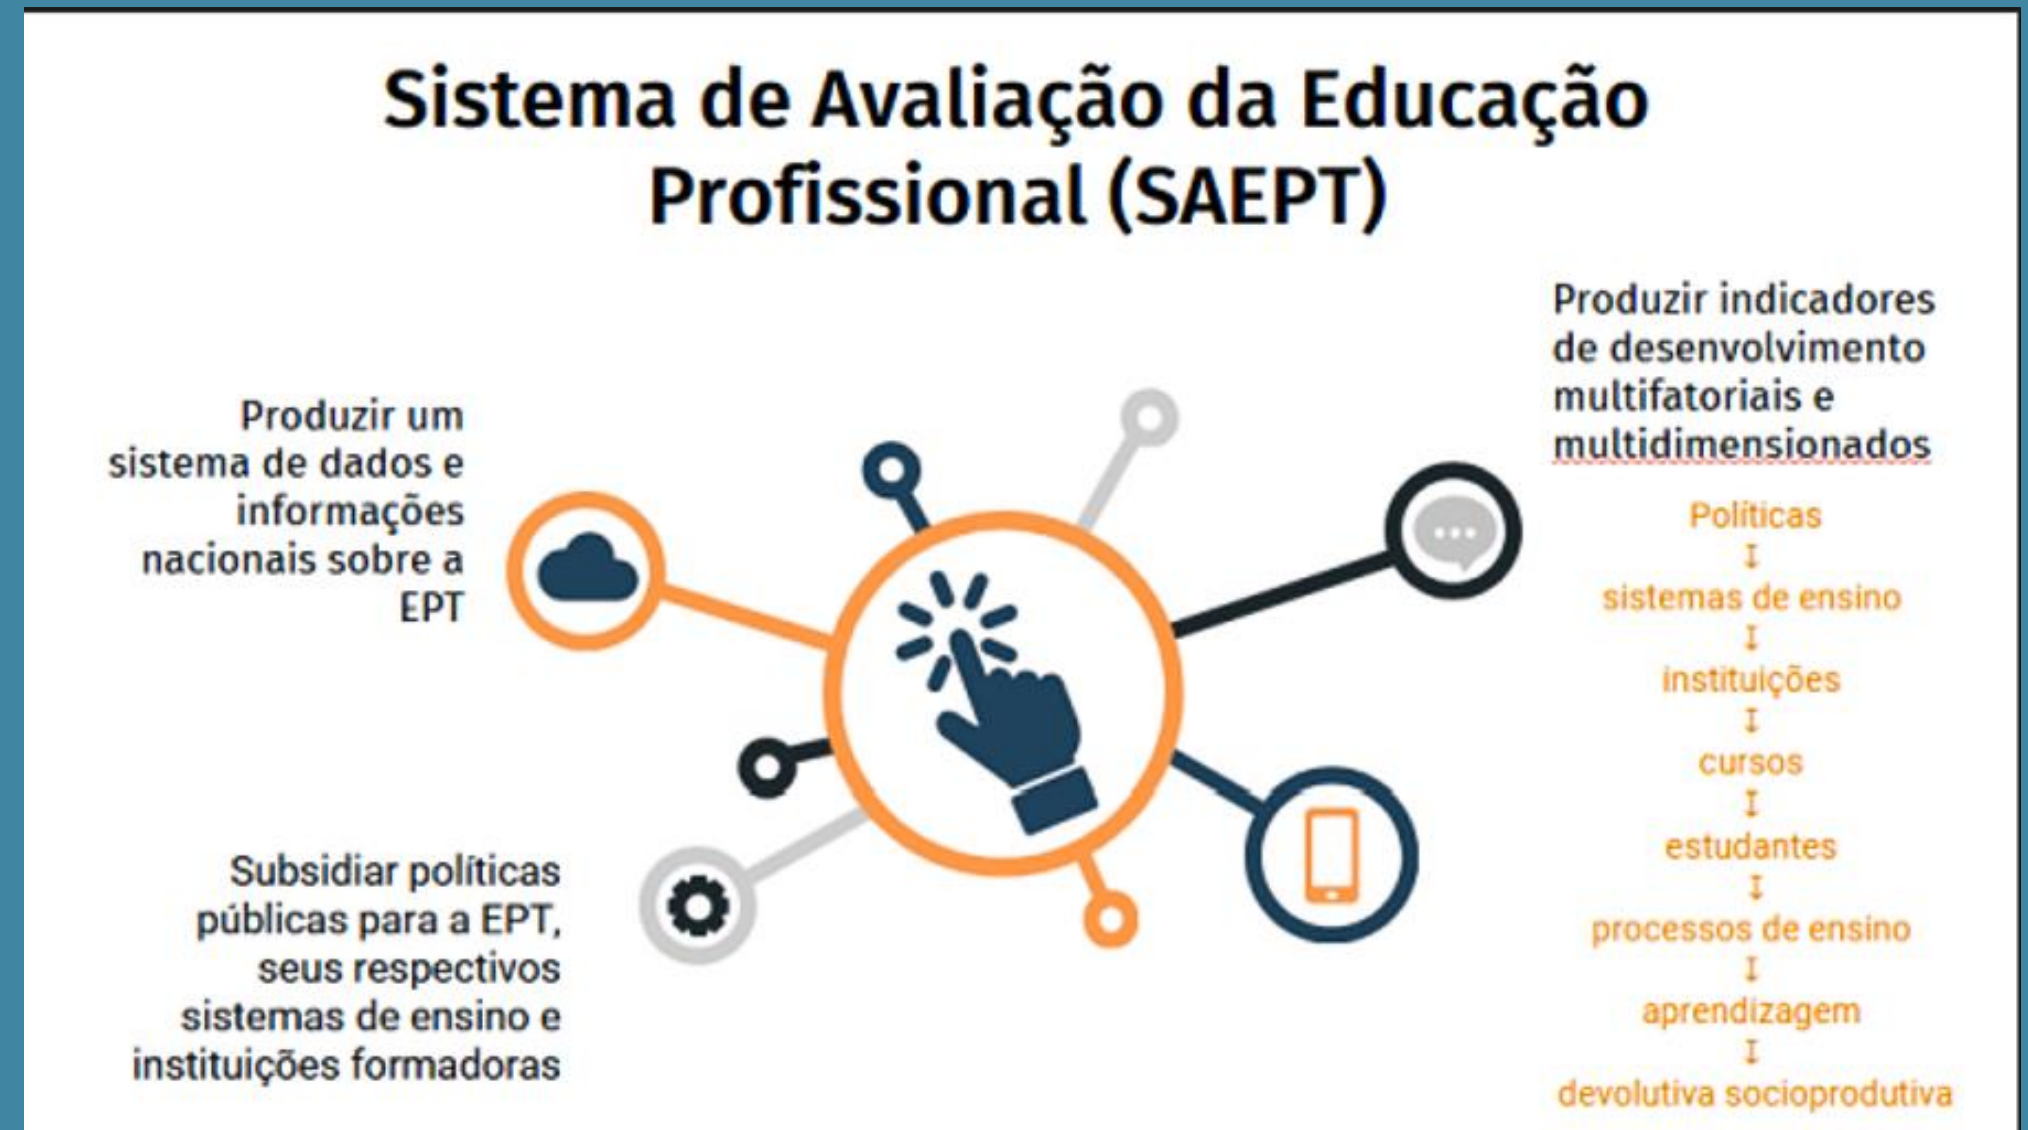 Sistema de Avaliação da Educação
Profissional (SAEPT)
Produzir um
sistema de dados e
informações
nacionais sobre a
EPT
Subsidiar políticas
públicas para a EPT,
seus respectivos
sistemas de ensino e
instituições formadoras
Produzir indicadores
de desenvolvimento
multifatoriais e
multidimensionados
Políticas
↕
sistemas de ensino
↕
instituições
↕
cursos
↕
estudantes
↕
processos de ensino
↕
aprendizagem
↕
devolutiva socioprodutiva